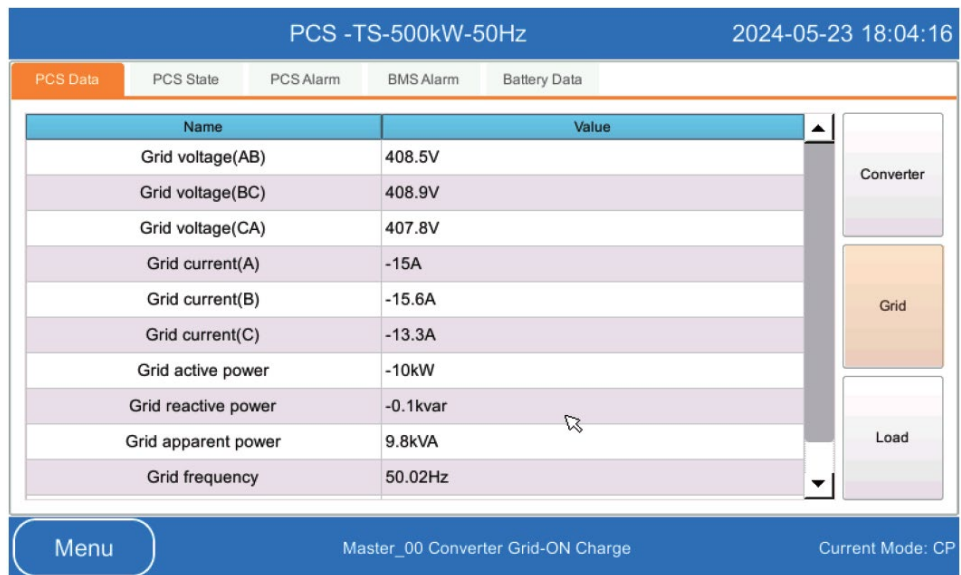 PCS -TS-500kW-50Hz 2024-05-23 18:04:16
PCS Data PCS State PCS Alarm BMS Alarm Battery Data
Name Value
Grid voltage(AB) 408.5V
Grid voltage(BC) 408.9V
Grid voltage(CA) 407.8V
Grid current(A) -15A
Grid current(B) -15.6A
Grid current(C) -13.3A
Grid active power -10kW
Grid reactive power -0.1kvar
Grid apparent power 9.8kVA
Grid frequency 50.02Hz
Converter
Grid
Load
Menu Master_00 Converter Grid-ON Charge Current Mode: CP